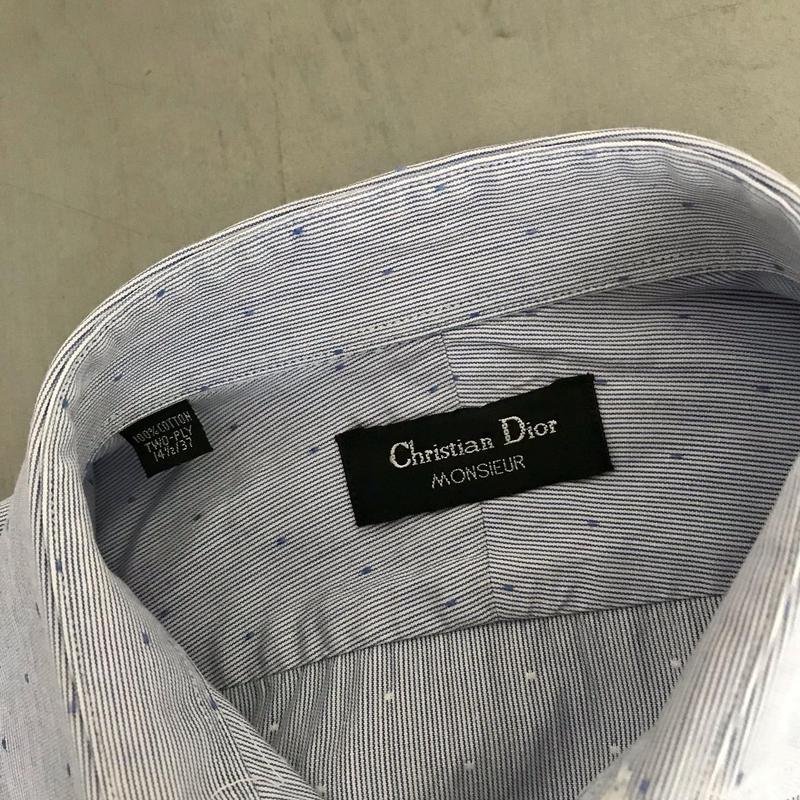 100% COTTON
TWO-PLY
14½/37
Christian Dior
MONSIEUR